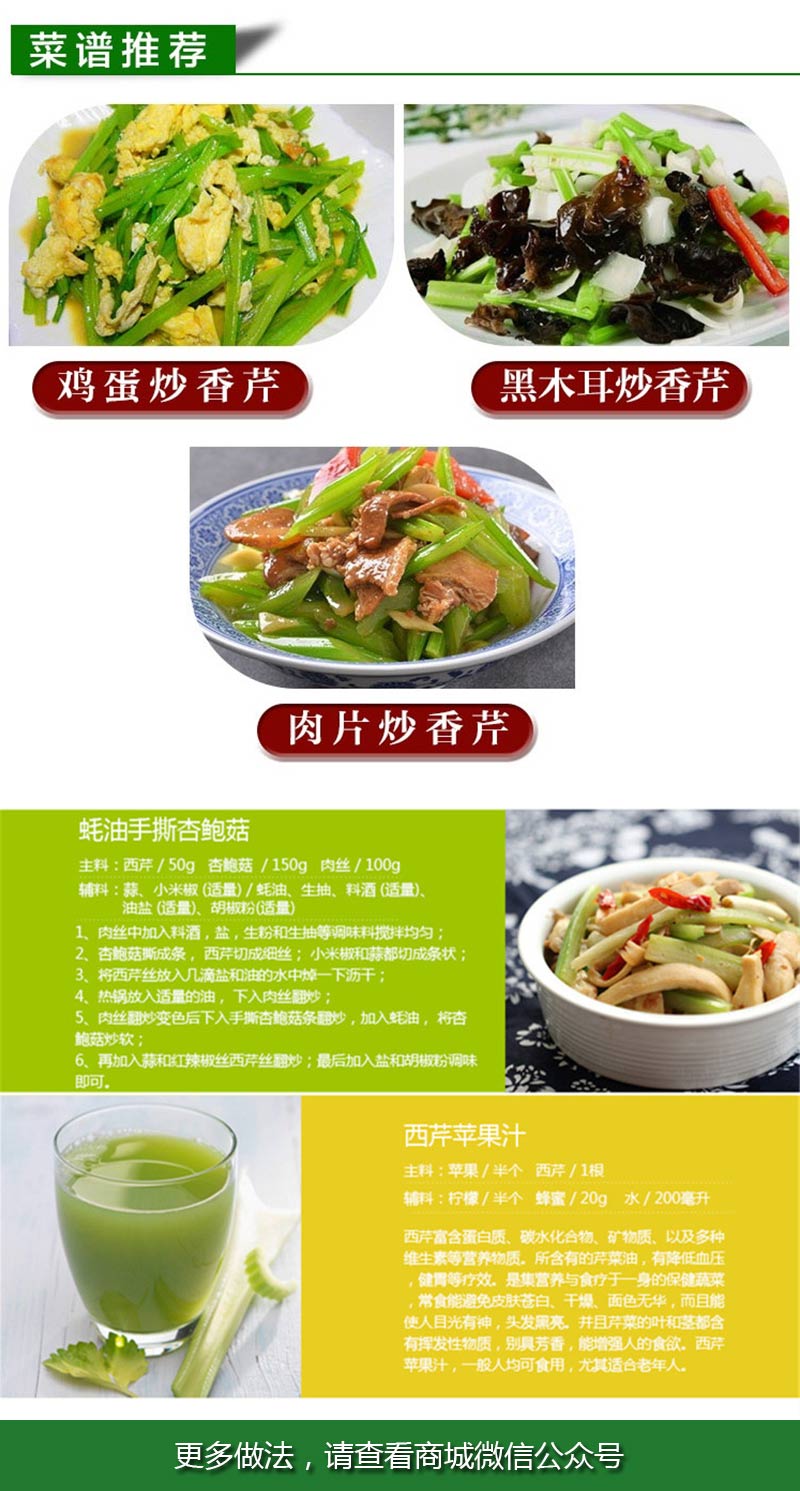 菜谱推荐
鸡蛋炒香芹
黑木耳炒香芹
肉片炒香芹
蚝油手撕杏鲍菇
主料：西芹 / 50g 杏鲍菇 / 150g 肉丝 / 100g
辅料：蒜、小米椒 (适量) / 蚝油、生抽、料酒 (适量)、
油盐 (适量)、胡椒粉(适量)
1、肉丝中加入料酒，盐，生粉和生抽等调味料搅拌均匀；
2、杏鲍菇撕成条， 西芹切成细丝； 小米椒和蒜都切成条状；
3、将西芹丝放入几滴盐和油的水中焯一下沥干；
4、热锅放入适量的油， 下入肉丝翻炒；
5、肉丝翻炒变色后下入手撕杏鲍菇条翻炒，加入蚝油， 将杏
鲍菇炒软；
6、再加入蒜和红辣椒丝西芹丝翻炒；最后加入盐和胡椒粉调味
即可。
西芹苹果汁
主料：苹果 / 半个 西芹 / 1根
辅料：柠檬 / 半个 蜂蜜 / 20g 水 / 200毫升
西芹富含蛋白质、碳水化合物、矿物质、以及多种
维生素等营养物质。所含有的芹菜油，有降低血压
，健胃等疗效。是集营养与食疗于一身的保健蔬菜
，常食能避免皮肤苍白、干燥、面色无华，而且能
使人目光有神，头发黑亮。并且芹菜的叶和茎都含
有挥发性物质，别具芳香，能增强人的食欲。西芹
苹果汁，一般人均可食用，尤其适合老年人。
更多做法，请查看商城微信公众号